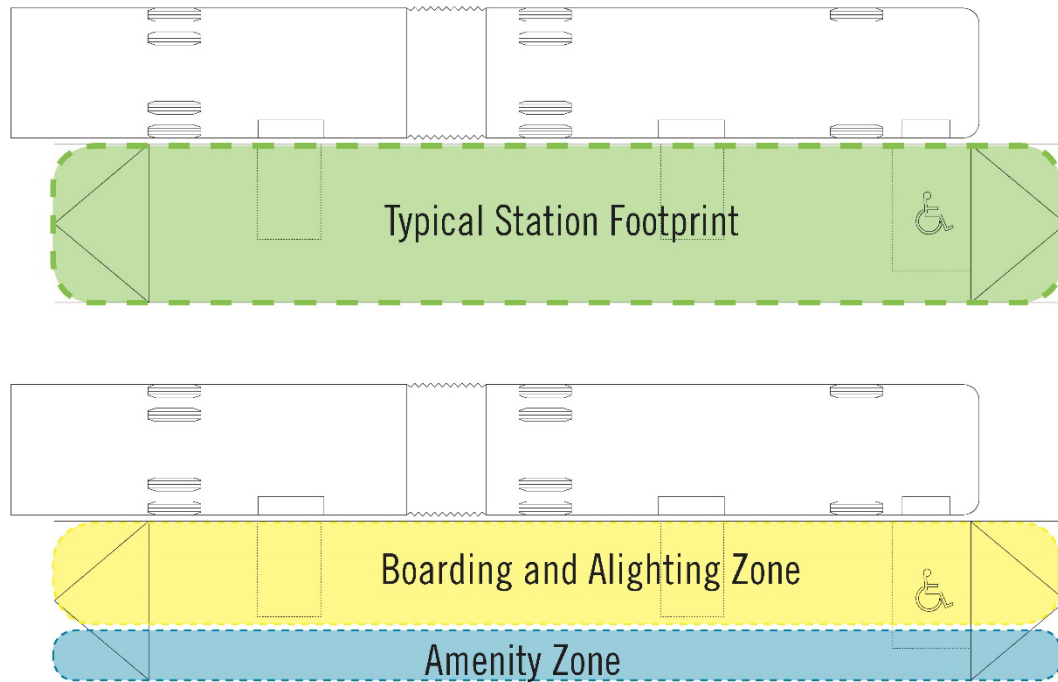 Typical Station Footprint
Boarding and Alighting Zone
Amenity Zone